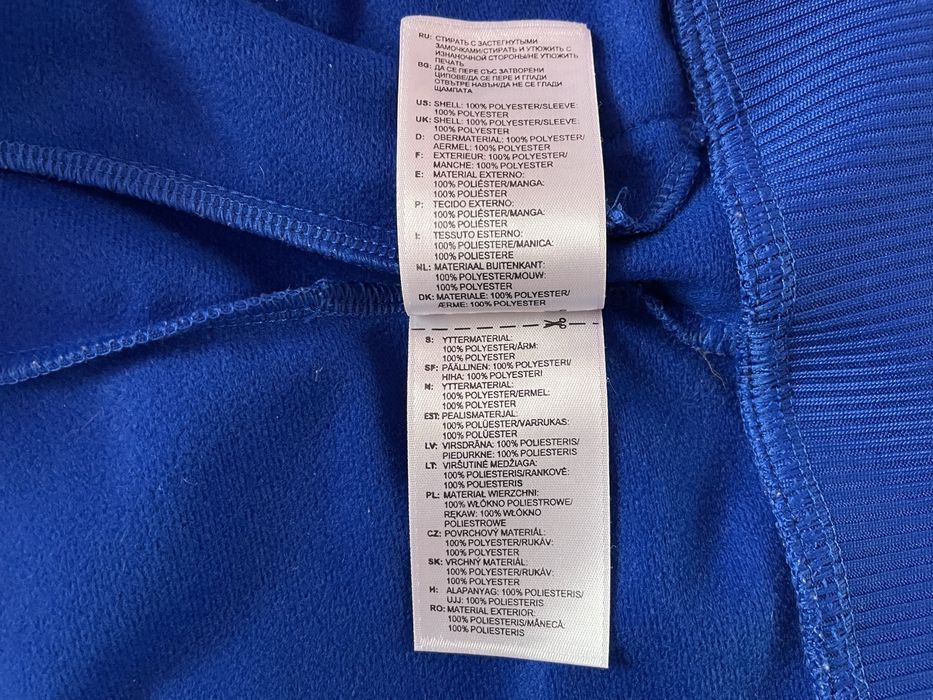 RU: СТИРАТЬ С ЗАСТЕГНУТЫМИ
ЗАМОЧКАМИ/СТИРАТЬ И УТЮЖИТЬ С
ИЗНАНОЧНОЙ СТОРОНЫ/НЕ УТЮЖИТЬ
ПЕЧАТЬ
BG: ДА СЕ ПЕРЕ СЪС ЗАТВОРЕНИ
ЦИПОВЕ/ДА СЕ ПЕРЕ И ГЛАДИ
ОТВЪТРЕ НАВЪН/ДА НЕ СЕ ГЛАДИ
ЩАМПАТА
US: SHELL: 100% POLYESTER/SLEEVE:
100% POLYESTER
UK: SHELL: 100% POLYESTER/SLEEVE:
100% POLYESTER
D: OBERMATERIAL: 100% POLYESTER/
AERMEL: 100% POLYESTER
F: EXTERIEUR: 100% POLYESTER/
MANCHE: 100% POLYESTER
E: MATERIAL EXTERNO:
100% POLIÉSTER/MANGA:
100% POLIÉSTER
P: TECIDO EXTERNO:
100% POLIÉSTER/MANGA:
100% POLIÉSTER
I: TESSUTO ESTERNO:
100% POLIESTERE/MANICA:
100% POLIESTERE
NL: MATERIAAL BUITENKANT:
100% POLYESTER/MOUW:
100% POLYESTER
DK: MATERIALE: 100% POLYESTER/
ÆRME: 100% POLYESTER
S: YTTERMATERIAL:
100% POLYESTER/ÄRM:
100% POLYESTER
SF: PÄÄLLINEN: 100% POLYESTERI/
HIHA: 100% POLYESTERI
N: YTTERMATERIAL:
100% POLYESTER/ERMEL:
100% POLYESTER
EST: PEALISMATERJAL:
100% POLÜESTER/VARRUKAS:
100% POLÜESTER
LV: VIRSDRĀNA: 100% POLIESTERIS/
PIEDURKNE: 100% POLIESTERIS
LT: VIRŠUTINĖ MEDŽIAGA:
100% POLIESTERIS/RANKOVĖ:
100% POLIESTERIS
PL: MATERIAŁ WIERZCHNI:
100% WŁÓKNO POLIESTROWE/
RĘKAW: 100% WŁÓKNO
POLIESTROWE
CZ: POVRCHOVÝ MATERIÁL:
100% POLYESTER/RUKÁV:
100% POLYESTER
SK: VRCHNÝ MATERIÁL:
100% POLYESTER/RUKÁV:
100% POLYESTER
H: ALAPANYAG: 100% POLIESTERIS/
UJJ: 100% POLIESTERIS
RO: MATERIAL EXTERIOR:
100% POLIESTERIS/MÂNECĂ:
100% POLIESTERIS